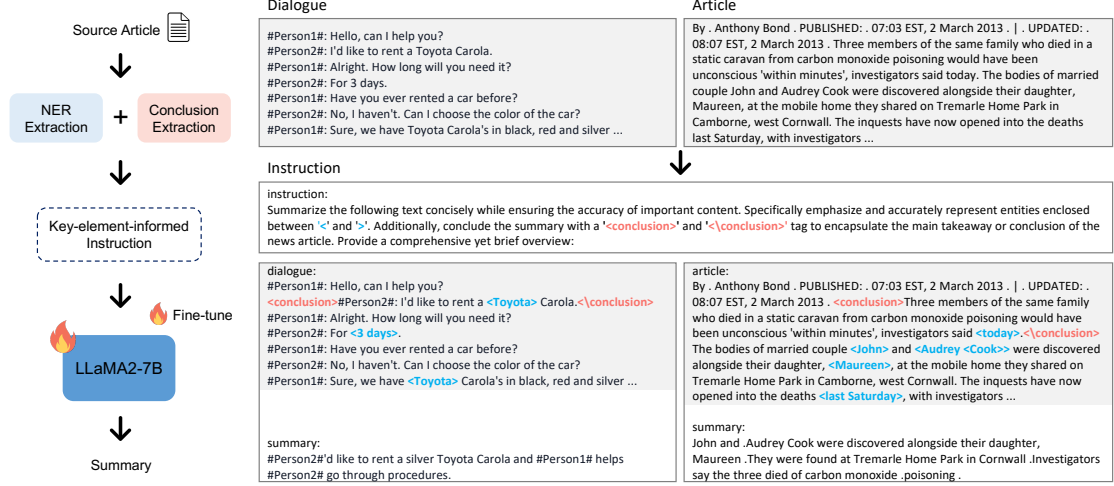 Source Article
NER
Extraction
+
Conclusion
Extraction
Key-element-informed
Instruction
Fine-tune
LLaMA2-7B
Summary
Dialogue
#Person1#: Hello, can I help you?
#Person2#: I'd like to rent a Toyota Carola.
#Person1#: Alright. How long will you need it?
#Person2#: For 3 days.
#Person1#: Have you ever rented a car before?
#Person2#: No, I haven't. Can I choose the color of the car?
#Person1#: Sure, we have Toyota Carola's in black, red and silver ...
Article
By . Anthony Bond . PUBLISHED: . 07:03 EST, 2 March 2013 . | . UPDATED: .
08:07 EST, 2 March 2013 . Three members of the same family who died in a
static caravan from carbon monoxide poisoning would have been
unconscious 'within minutes', investigators said today. The bodies of married
couple John and Audrey Cook were discovered alongside their daughter,
Maureen, at the mobile home they shared on Tremarle Home Park in
Camborne, west Cornwall. The inquests have now opened into the deaths
last Saturday, with investigators ...
Instruction
instruction:
Summarize the following text concisely while ensuring the accuracy of important content. Specifically emphasize and accurately represent entities enclosed
between '<' and '>'. Additionally, conclude the summary with a '<conclusion>' and '<\conclusion>' tag to encapsulate the main takeaway or conclusion of the
news article. Provide a comprehensive yet brief overview:
dialogue:
#Person1#: Hello, can I help you?
<conclusion>#Person2#: I'd like to rent a <Toyota> Carola.<\conclusion>
#Person1#: Alright. How long will you need it?
#Person2#: For <3 days>.
#Person1#: Have you ever rented a car before?
#Person2#: No, I haven't. Can I choose the color of the car?
#Person1#: Sure, we have <Toyota> Carola's in black, red and silver ...
summary:
#Person2#'d like to rent a silver Toyota Carola and #Person1# helps
#Person2# go through procedures.
article:
By . Anthony Bond . PUBLISHED: . 07:03 EST, 2 March 2013 . | . UPDATED: .
08:07 EST, 2 March 2013 . <conclusion>Three members of the same family
who died in a static caravan from carbon monoxide poisoning would have
been unconscious 'within minutes', investigators said <today>.<\conclusion>
The bodies of married couple <John> and <Audrey <Cook>> were discovered
alongside their daughter, <Maureen>, at the mobile home they shared on
Tremarle Home Park in Camborne, west Cornwall. The inquests have now
opened into the deaths <last Saturday>, with investigators ...
summary:
John and .Audrey Cook were discovered alongside their daughter,
Maureen .They were found at Tremarle Home Park in Cornwall .Investigators
say the three died of carbon monoxide .poisoning .